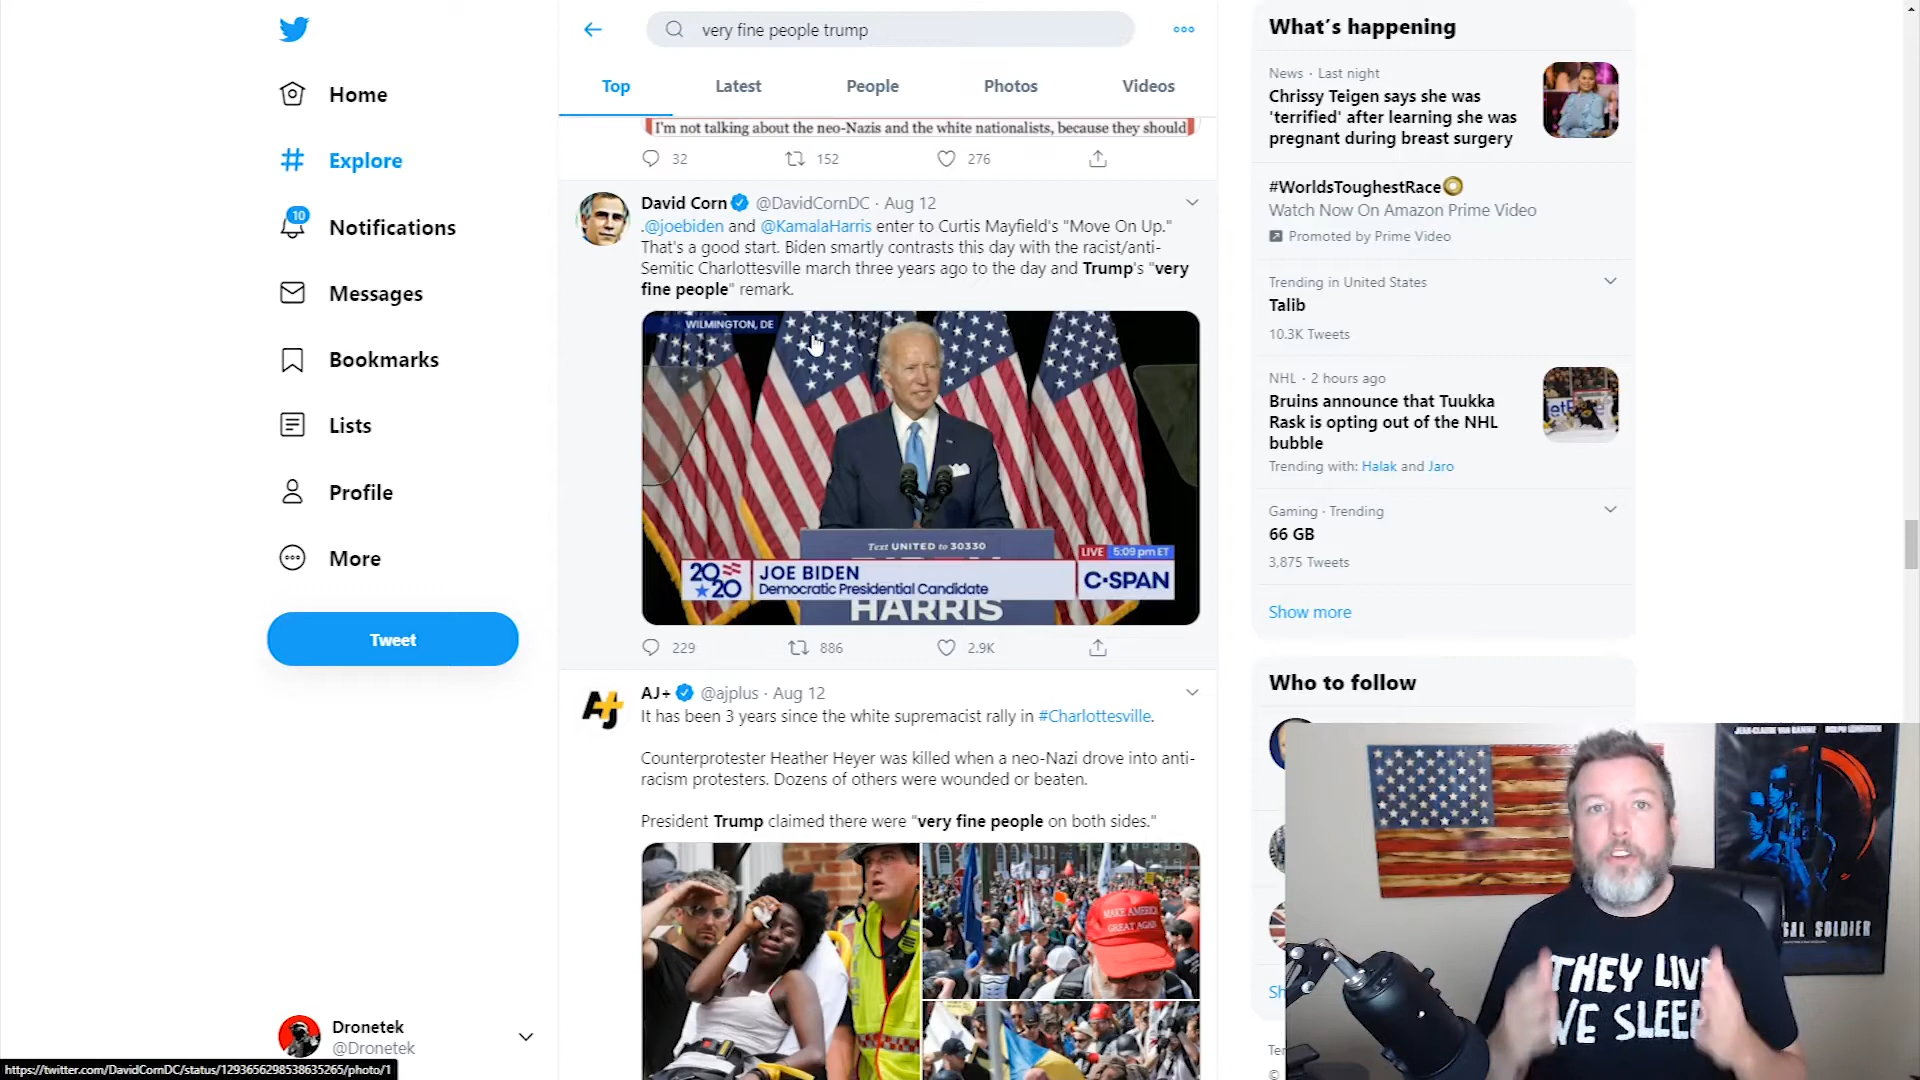 very fine people trump
Home
Explore
10
Notifications
Messages
Bookmarks
Lists
Profile
More
Tweet
Dronetek
@Dronetek
https://twitter.com/DavidCornDC/status/1293656298538635265/photo/1
Top
Latest
People
Photos
Videos
I'm not talking about the neo-Nazis and the white nationalists, because they should
32
152
276
David Corn @DavidCornDC · Aug 12
.@joebiden and @KamalaHarris enter to Curtis Mayfield's "Move On Up."
That's a good start. Biden smartly contrasts this day with the racist/anti-
Semitic Charlottesville march three years ago to the day and Trump's "very
fine people" remark.
WILMINGTON, DE
Text UNITED to 30330
LIVE 5:09 pm ET
2020
JOE BIDEN
Democratic Presidential Candidate
C-SPAN
HARRIS
229
886
2.9K
AJ+ @ajplus · Aug 12
It has been 3 years since the white supremacist rally in #Charlottesville.
Counterprotester Heather Heyer was killed when a neo-Nazi drove into anti-
racism protesters. Dozens of others were wounded or beaten.
President Trump claimed there were "very fine people on both sides."
MAKE AMERICA
GREAT AGAIN
What's happening
News · Last night
Chrissy Teigen says she was
'terrified' after learning she was
pregnant during breast surgery
#WorldsToughestRace
Watch Now On Amazon Prime Video
Promoted by Prime Video
Trending in United States
Talib
10.3K Tweets
NHL · 2 hours ago
Bruins announce that Tuukka
Rask is opting out of the NHL
bubble
Trending with: Halak and Jaro
Gaming · Trending
66 GB
3,875 Tweets
Show more
Who to follow
Sh
Ter
©
JEAN-CLAUDE VAN DAMME DOLPH LUNDGREN
SAL SOLDIER
THEY LIV
WE SLEEP